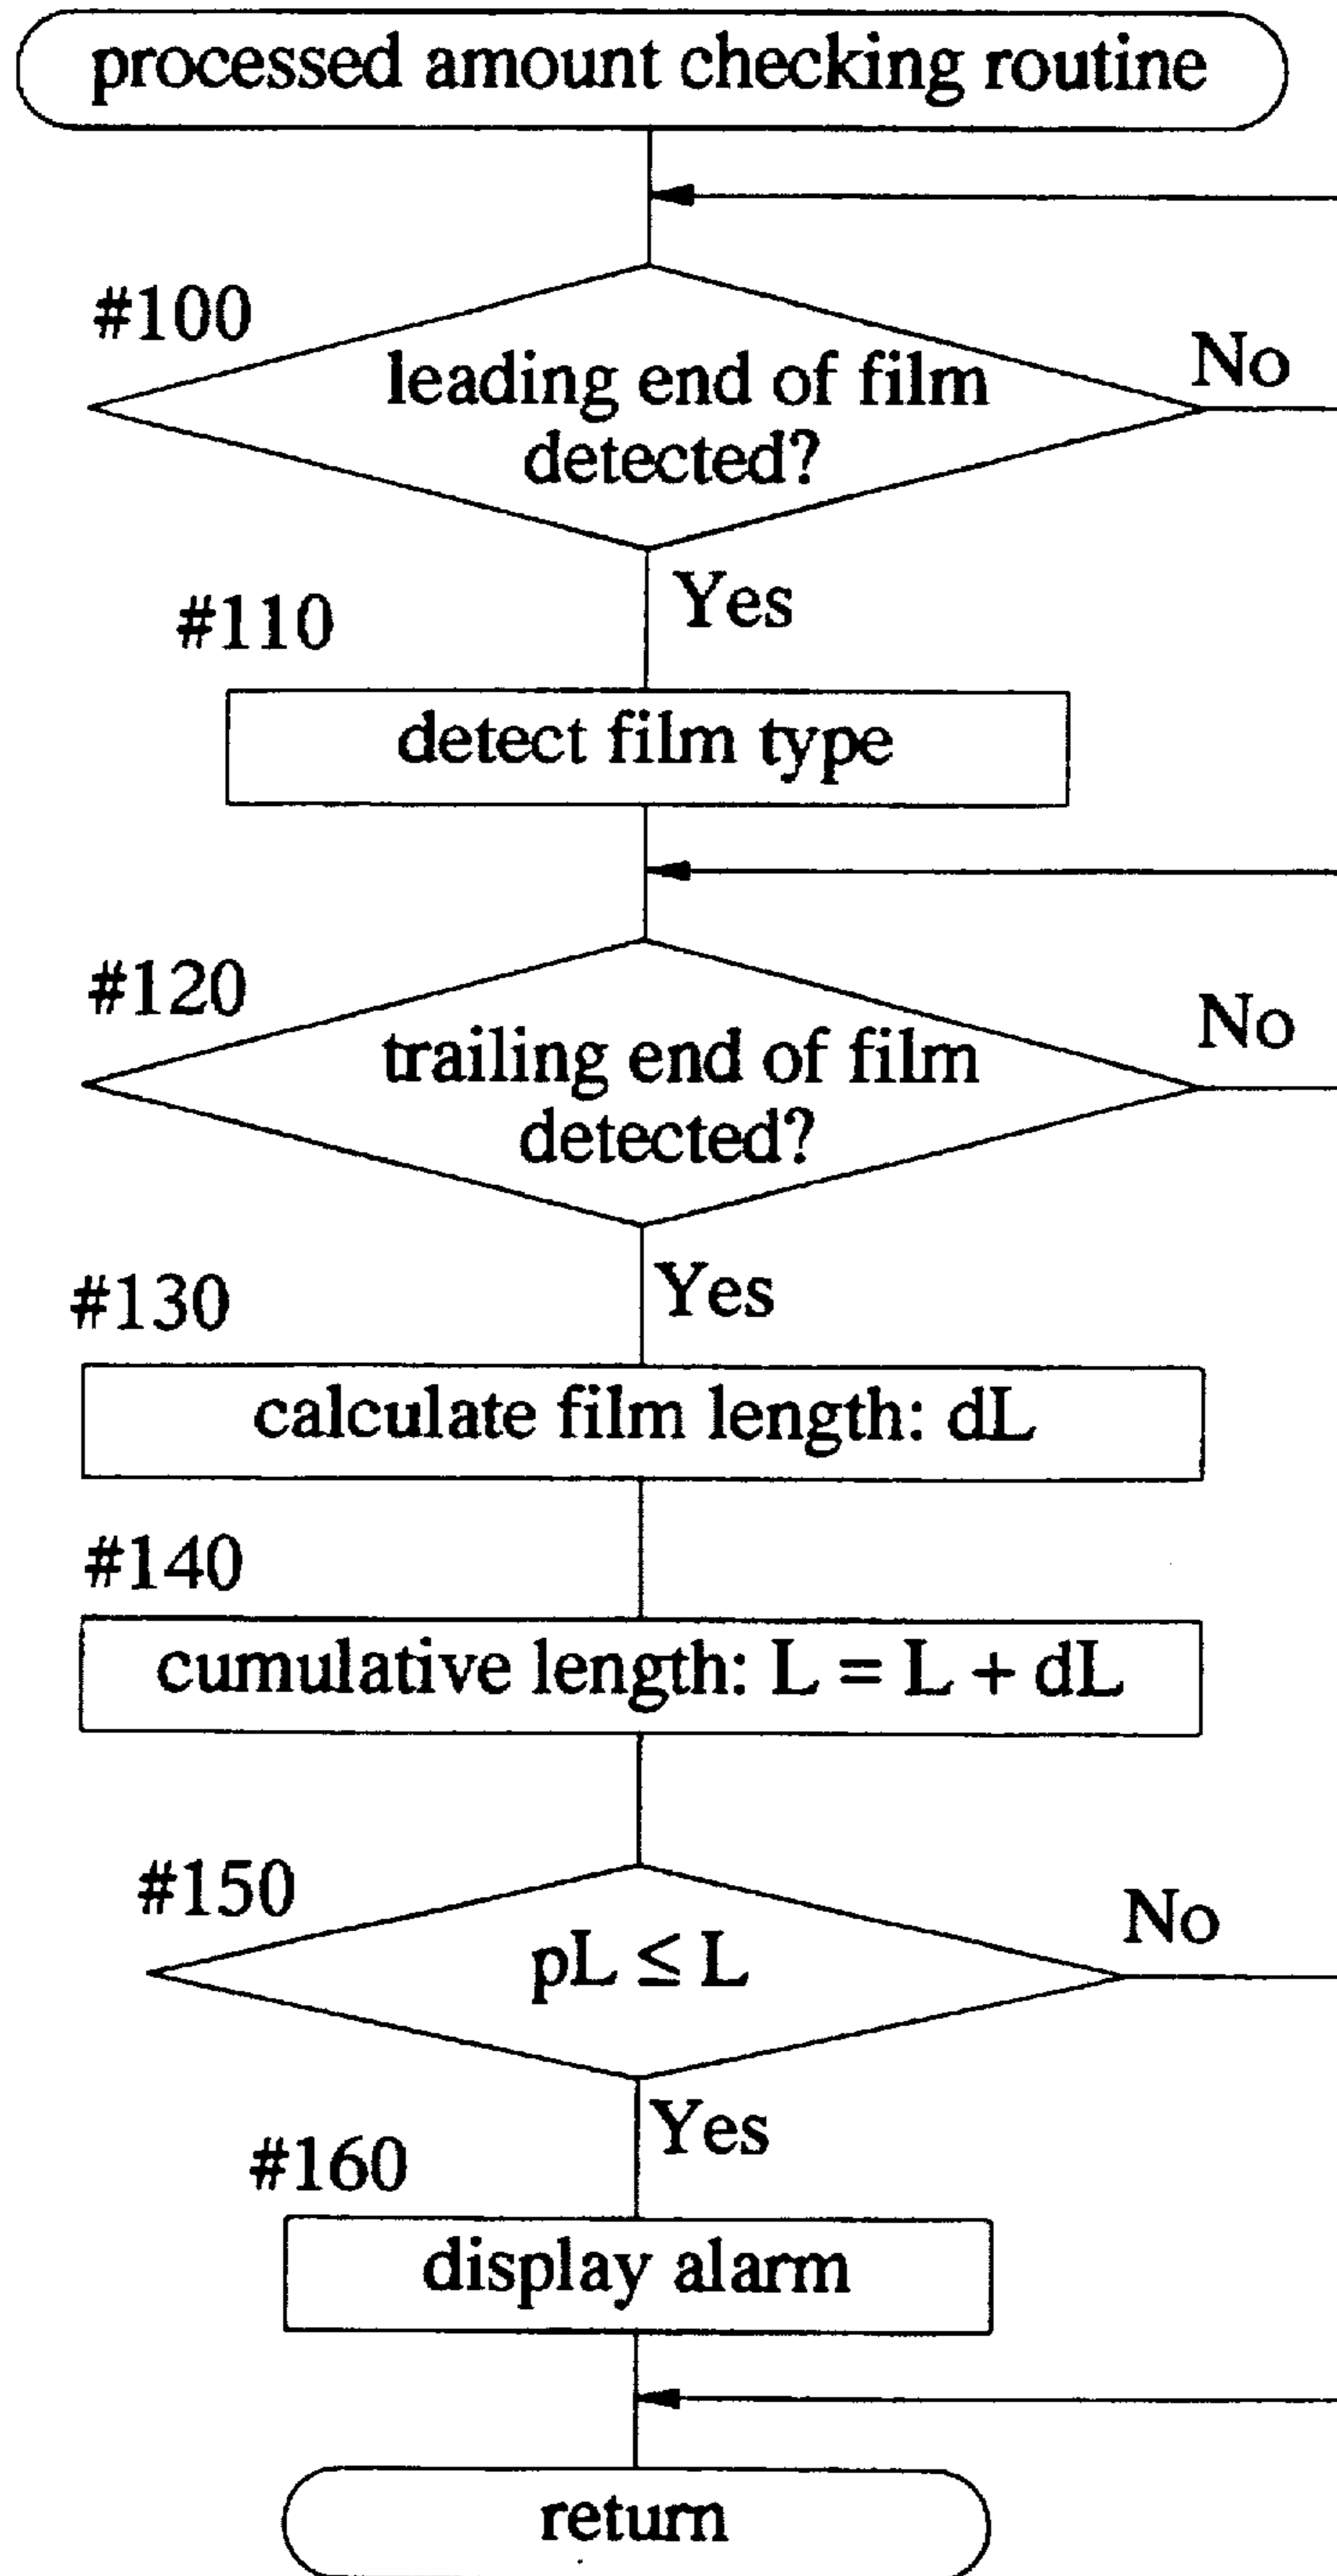 processed amount checking routine
#100
leading end of film
detected?
No
Yes
#110
detect film type
#120
trailing end of film
detected?
No
Yes
#130
calculate film length: dL
#140
cumulative length: L = L + dL
#150
pL ≤ L
No
Yes
#160
display alarm
return